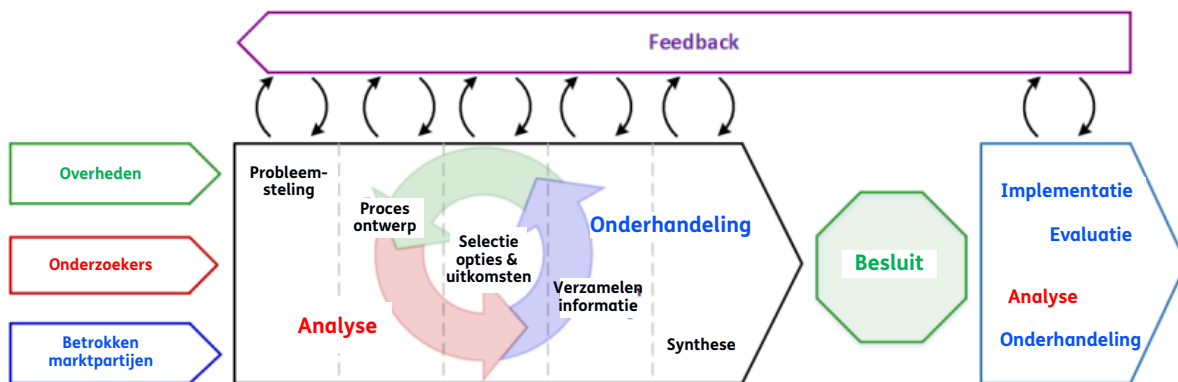 Feedback
Overheden
Onderzoekers
Betrokken
marktpartijen
Probleem-
steling
Proces
ontwerp
Selectie
opties &
uitkomsten
Onderhandeling
Verzamelen
informatie
Analyse
Synthese
Besluit
Implementatie
Evaluatie
Analyse
Onderhandeling